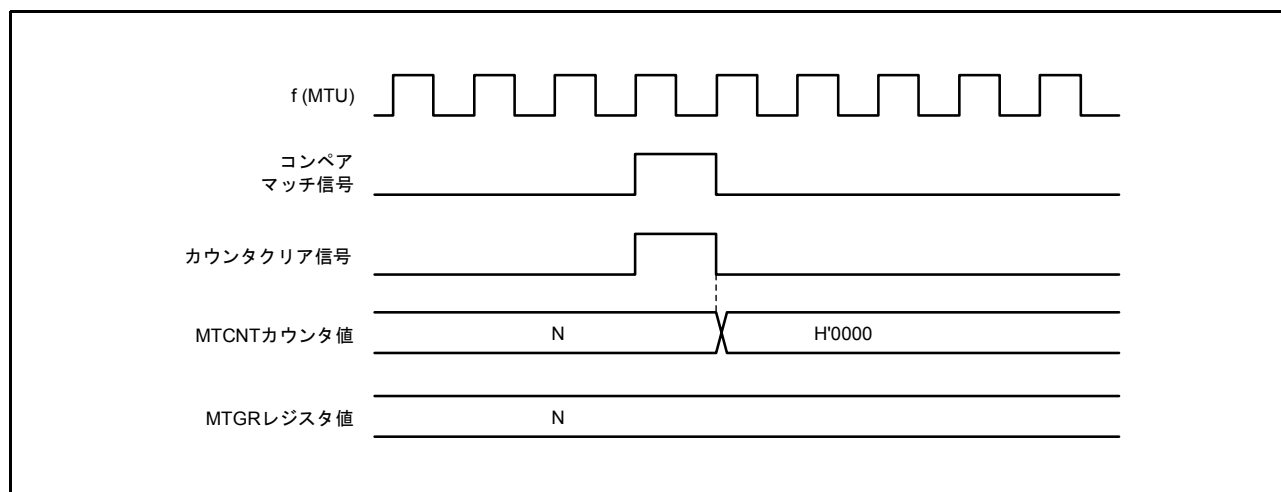 f (MTU)
コンペア
マッチ信号
カウンタクリア信号
MTCNTカウンタ値
N
H'0000
MTGRレジスタ値
N